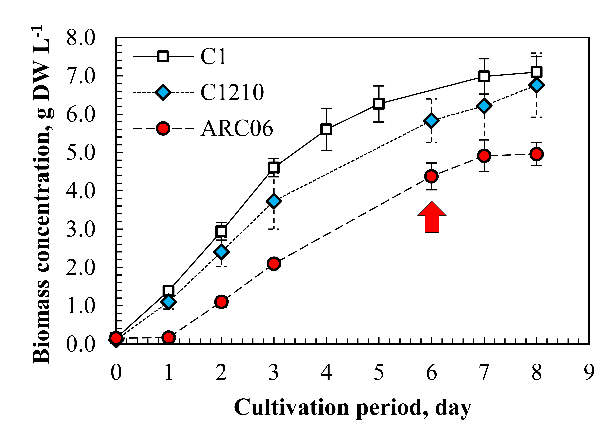 8.0
7.0
6.0
5.0
4.0
3.0
2.0
1.0
0.0
Biomass concentration, g DW L-1
C1
C1210
ARC06
0 1 2 3 4 5 6 7 8 9
Cultivation period, day